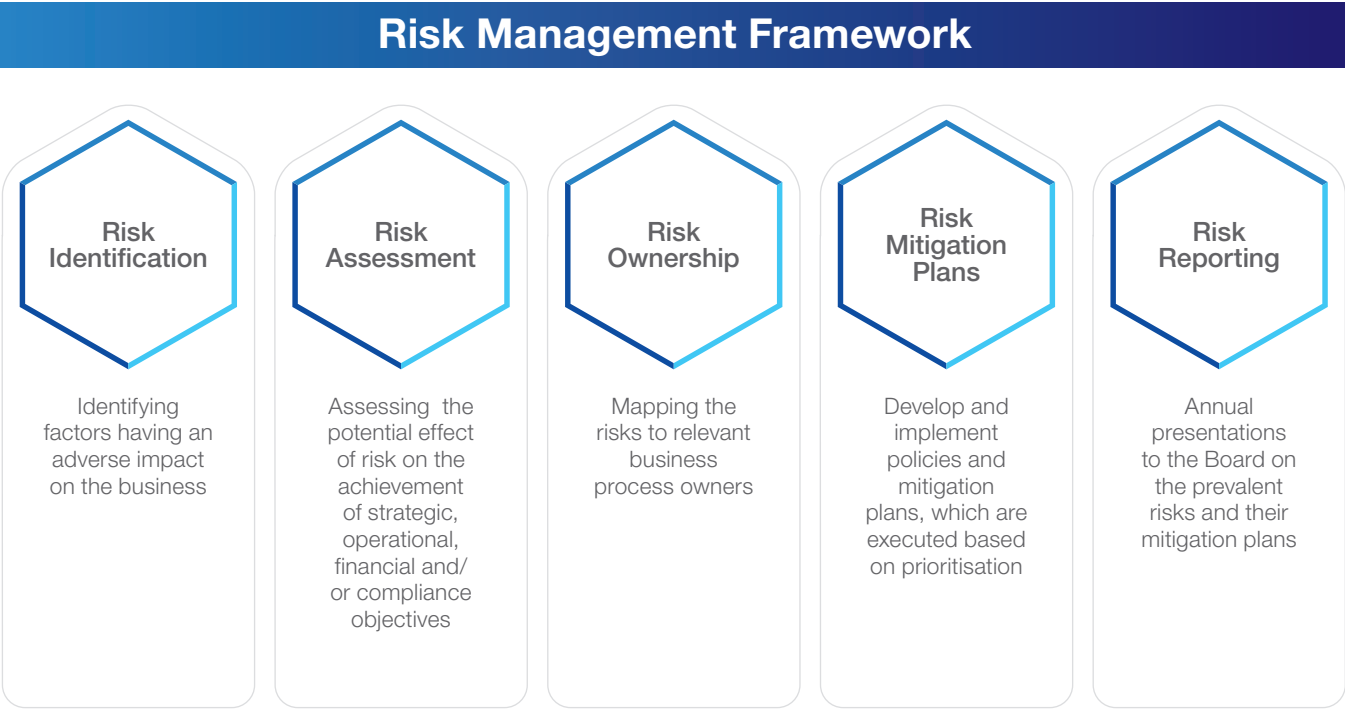 Risk Management Framework
Risk
Identification
Identifying
factors having an
adverse impact
on the business
Risk
Assessment
Assessing the
potential effect
of risk on the
achievement
of strategic,
operational,
financial and/
or compliance
objectives
Risk
Ownership
Mapping the
risks to relevant
business
process owners
Risk
Mitigation
Plans
Develop and
implement
policies and
mitigation
plans, which are
executed based
on prioritisation
Risk
Reporting
Annual
presentations
to the Board on
the prevalent
risks and their
mitigation plans